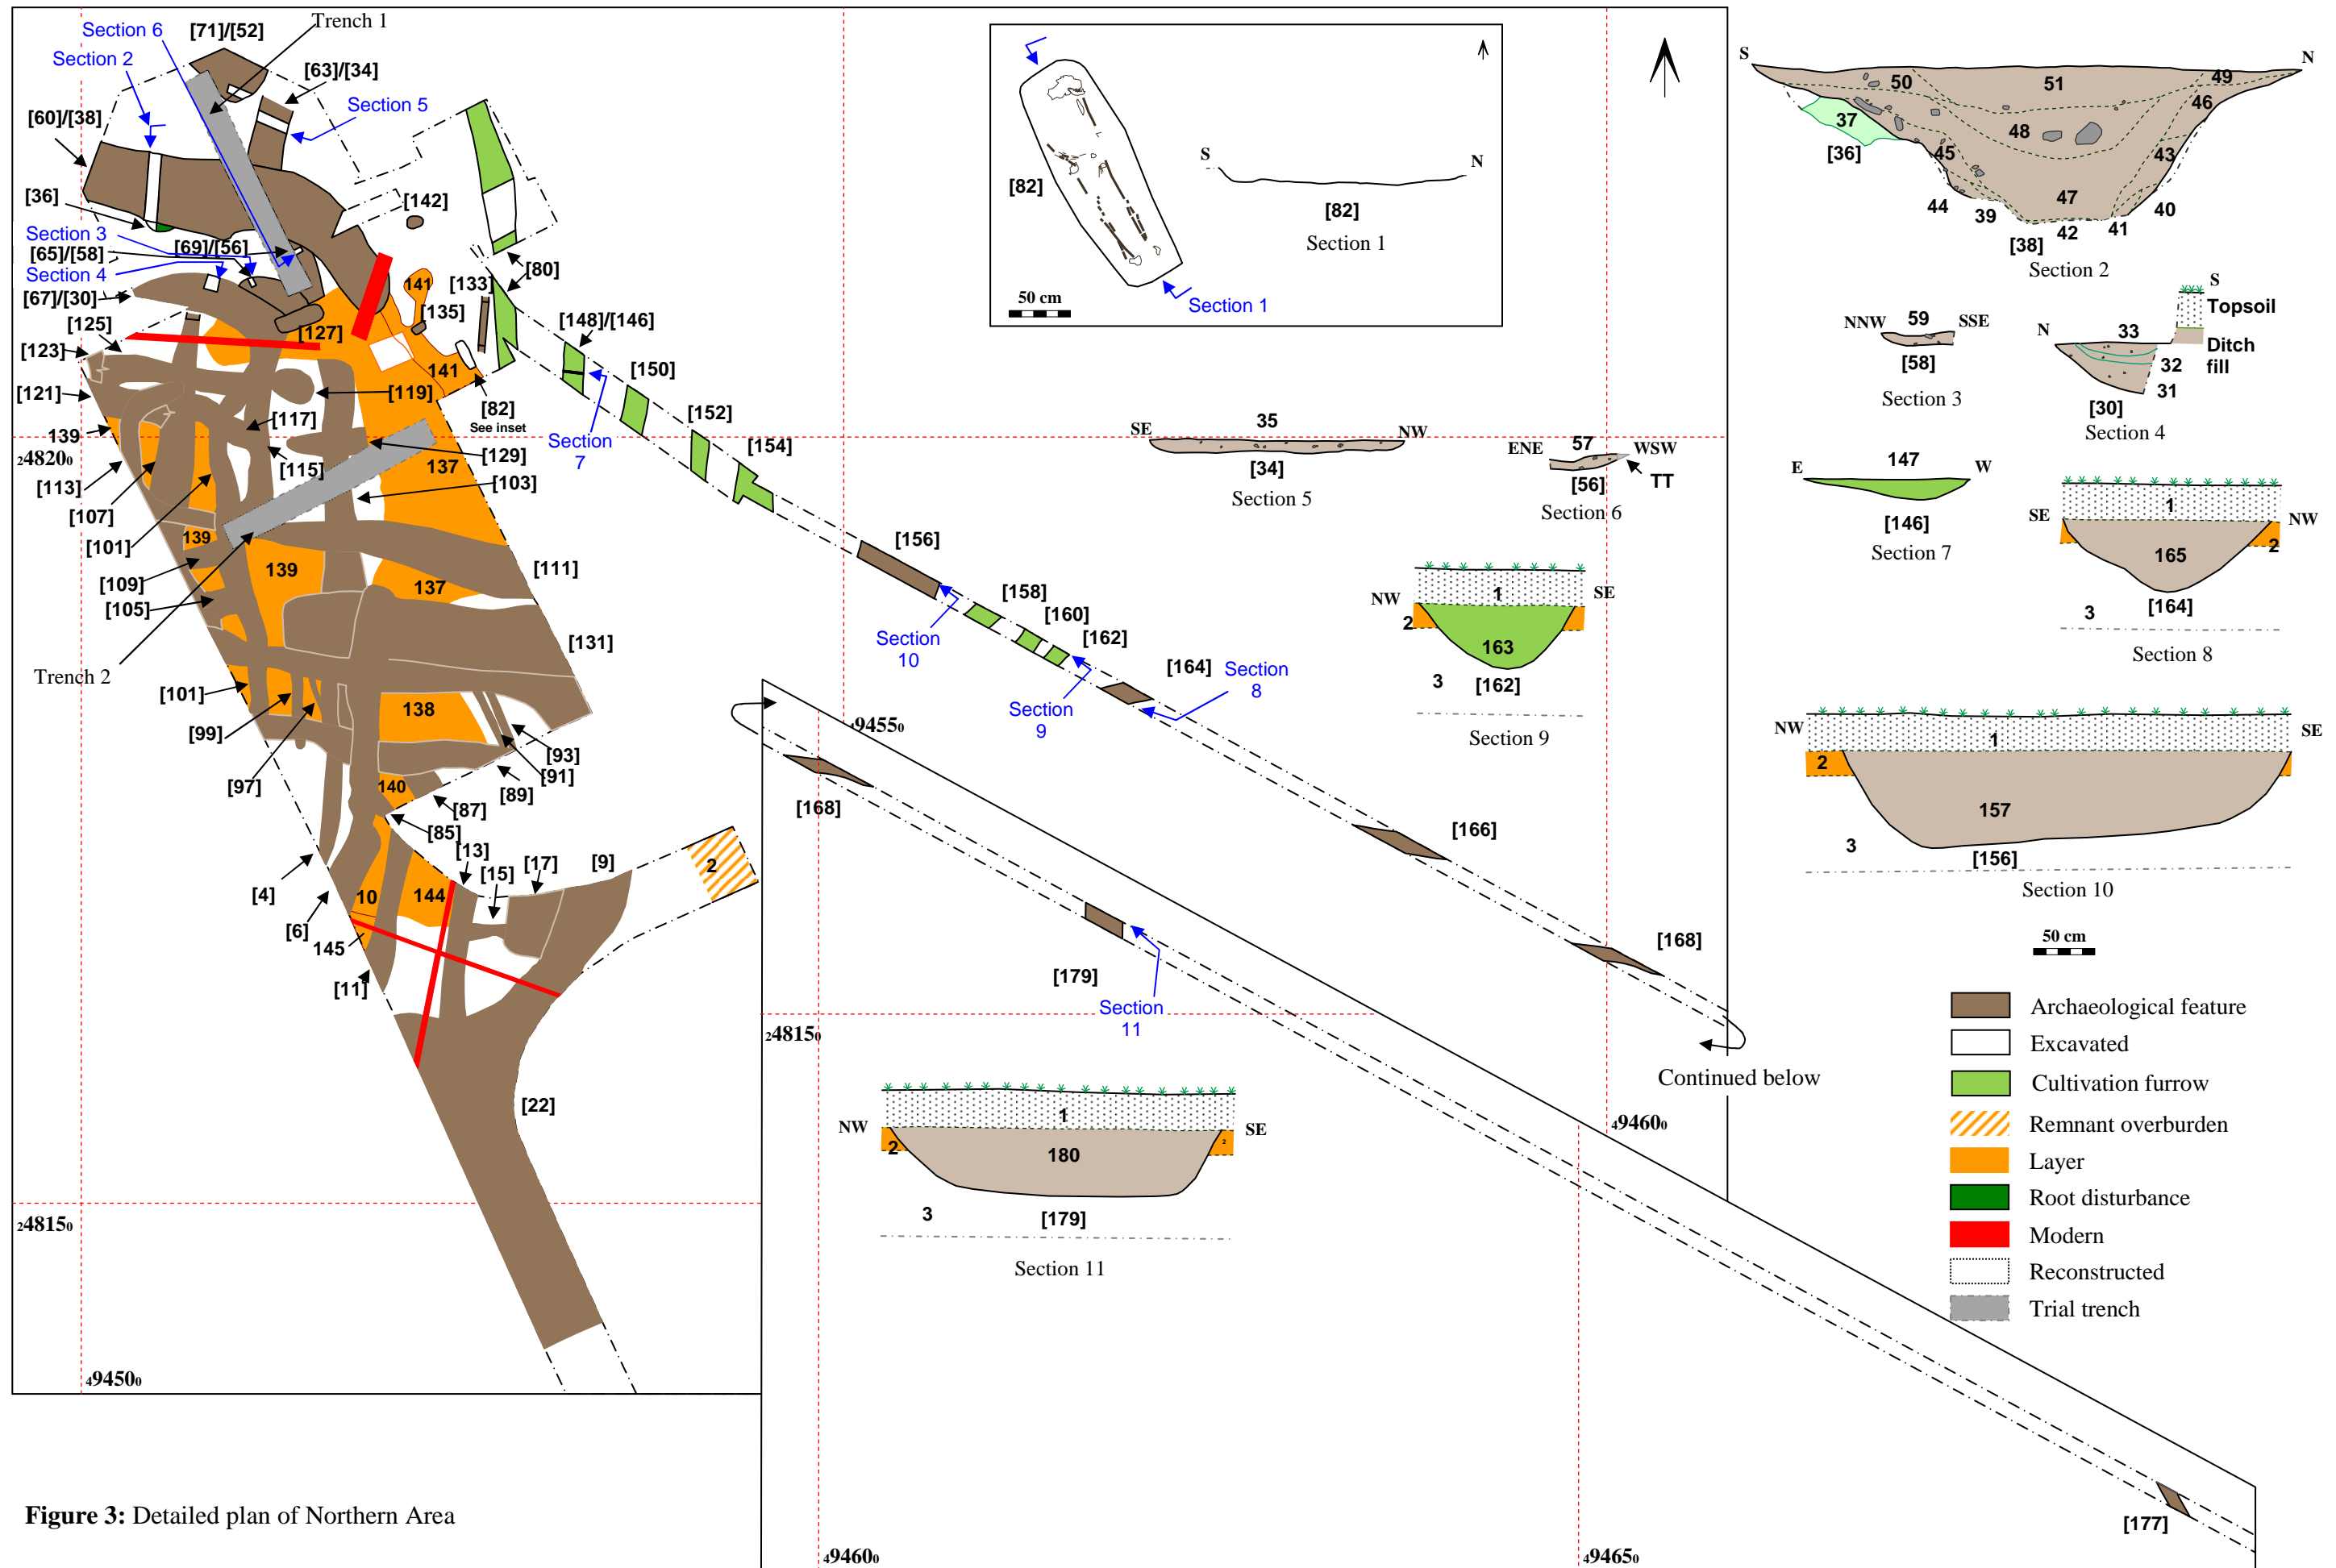 Trench 1
Section 6
[71]/[52]
Section 2
[63]/[34]
Section 5
[60]/[38]
[36]
[142]
Section 3
[69]/[56]
[65]/[58]
Section 4
[80]
[67]/[30]
[133]
141
[135]
[125]
[127]
[148]/[146]
[123]
141
[150]
[121]
[119]
[82]
See inset
[152]
[117]
139
Section
7
[154]
248200
[115]
[129]
137
[113]
[103]
[107]
[101]
139
[156]
[109]
139
137
[111]
[105]
[158]
[160]
[162]
Section
10
[131]
[164]
Section
8
Trench 2
[101]
138
Section
9
[99]
494550
[93]
[91]
[97]
140
[89]
[87]
[168]
[85]
[166]
[13]
[15]
[17]
[9]
2
[4]
10
144
[6]
145
[168]
[11]
[179]
Section
11
248150
Continued below
[22]
494600
248150
494500
[177]
494600
494650
50 cm
[82]
S
N
[82]
Section 1
Section 1
S
N
50
51
49
46
37
48
[36]
45
43
47
44
39
40
[38]
42
41
Section 2
NNW
59
SSE
[58]
Section 3
S
Topsoil
N
33
Ditch
fill
32
31
[30]
Section 4
SE
35
NW
[34]
Section 5
ENE
57
WSW
[56]
TT
Section 6
E
147
W
[146]
Section 7
1
SE
NW
165
2
3
[164]
Section 8
NW
1
SE
2
163
3
[162]
Section 9
NW
1
SE
2
157
3
[156]
Section 10
50 cm
1
NW
SE
2
180
2
3
[179]
Section 11
Archaeological feature
Excavated
Cultivation furrow
Remnant overburden
Layer
Root disturbance
Modern
Reconstructed
Trial trench
Figure 3: Detailed plan of Northern Area